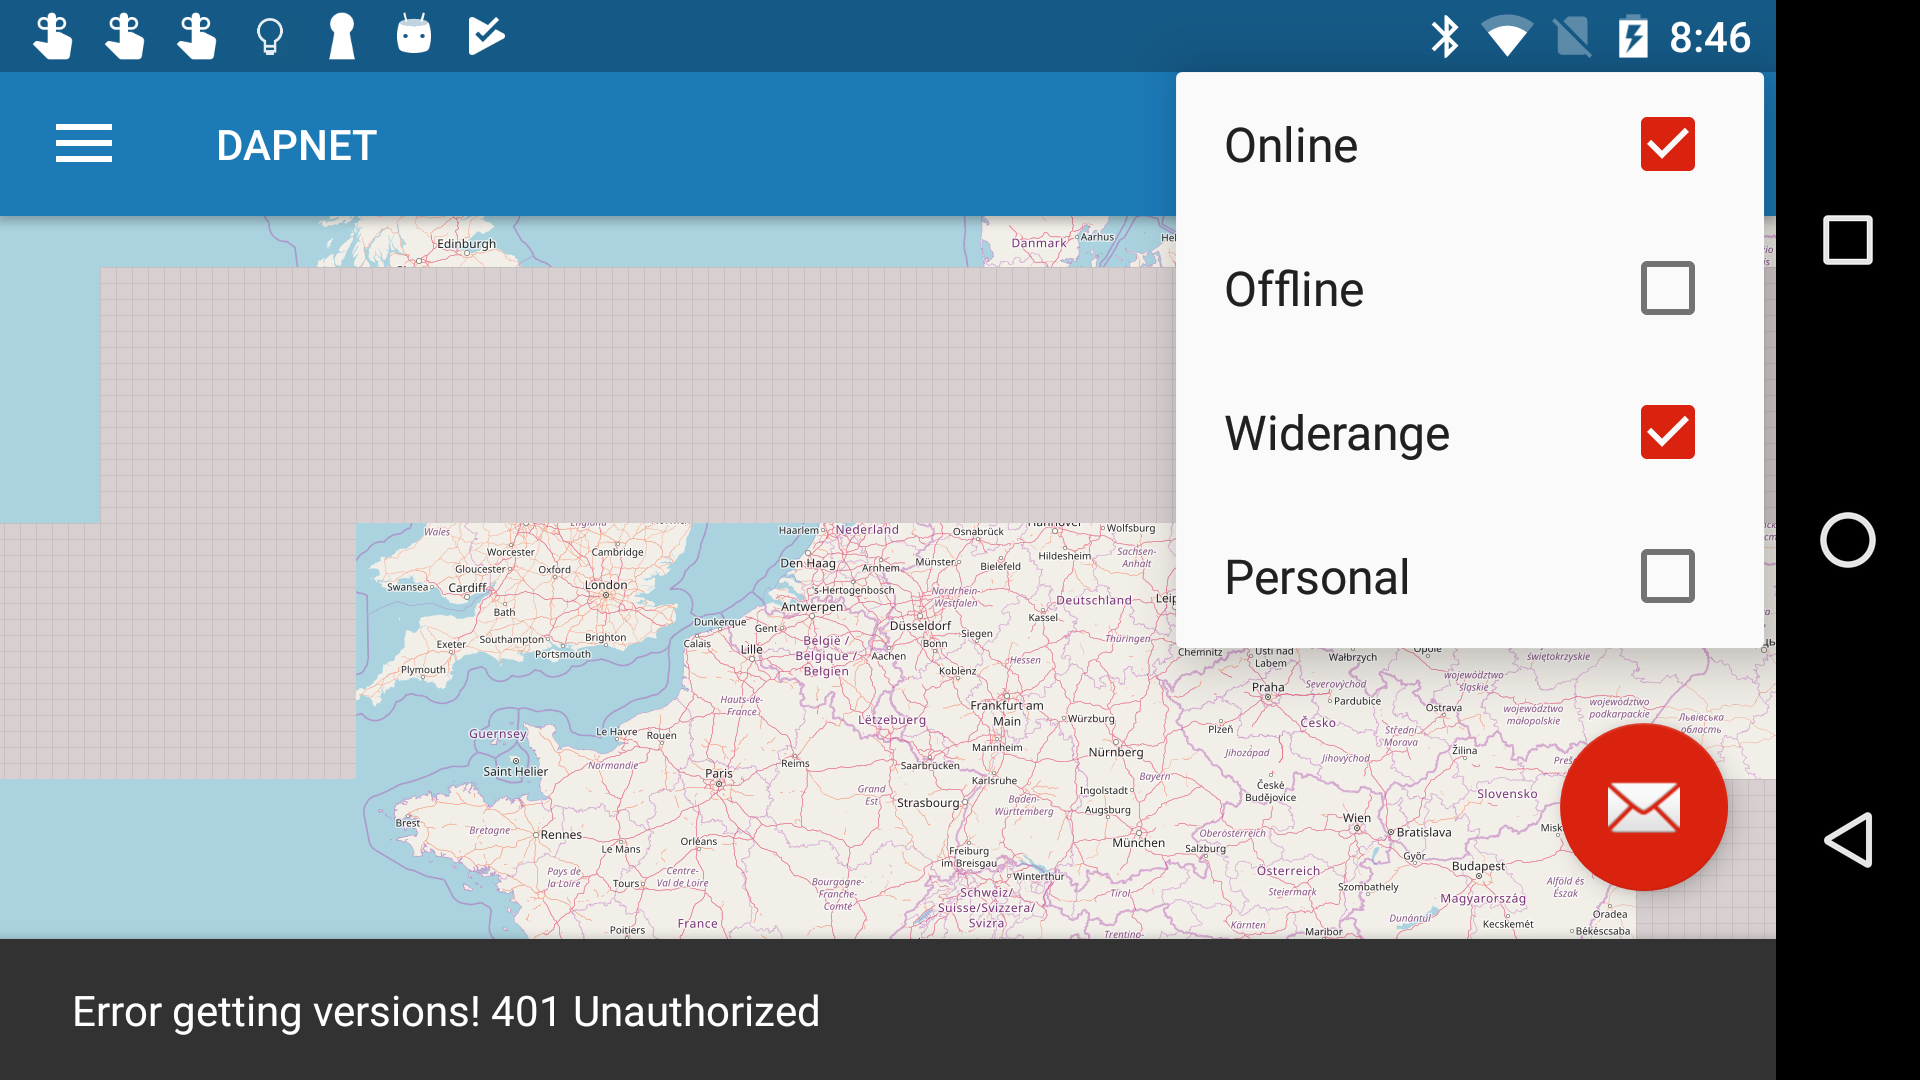 8:46
DAPNET
Online
Offline
Widerange
Personal
Edinburgh
Danmark
Aarhus
Wales
Worcester
Cambridge
Gloucester
Oxford
London
Swansea
Cardiff
Bath
Exeter
Southampton
Brighton
Portsmouth
Plymouth
Haarlem
Nederland
Osnabrück
Hannover
Wolfsburg
Den Haag
Arnhem
Münster
Bielefeld
Hildesheim
Sachsen-
Anhalt
's-Hertogenbosch
Nordrhein-
Westfalen
Antwerpen
Deutschland
Dunkerque
Gent
Düsseldorf
Kassel
Calais
Lille
België /
Belgique /
Belgien
Aachen
Bonn
Siegen
Thüringen
Koblenz
Hessen
Chemnitz
Ústí nad
Labem
Wałbrzych
Opole
świętokrzyskie
Hauts-de-
France
Lëtzebuerg
Frankfurt am
Main
Würzburg
Praha
Severovýchod
Pardubice
województwo
śląskie
Ostrava
województwo
małopolskie
województwo
podkarpackie
Львівська
область
Guernsey
Le Havre
Rouen
Plzeň
Česko
Střední
Morava
Saint Helier
Normandie
Paris
Reims
Saarbrücken
Mannheim
Nürnberg
Jihozápad
Jihovýchod
Žilina
Karlsruhe
Bayern
Grand
Est
Strasbourg
Baden-
Württemberg
Ingolstadt
Augsburg
České
Budějovice
Slovensko
Brest
Bretagne
Rennes
Le Mans
Orléans
Freiburg
im Breisgau
München
Salzburg
Oberösterreich
Wien
Bratislava
Győr
Budapest
Pays de
la Loire
Tours
Centre-
Val de Loire
Bourgogne-
Franche-
Comté
Winterthur
Schweiz/
Suisse/Svizzera/
Svizra
Tirol
Österreich
Steiermark
Szombathely
Magyarország
Alföld és
Észak
Poitiers
France
Trentino-
Kärnten
Maribor
Dunántúl
Kecskemét
Oradea
Békéscsaba
Error getting versions! 401 Unauthorized